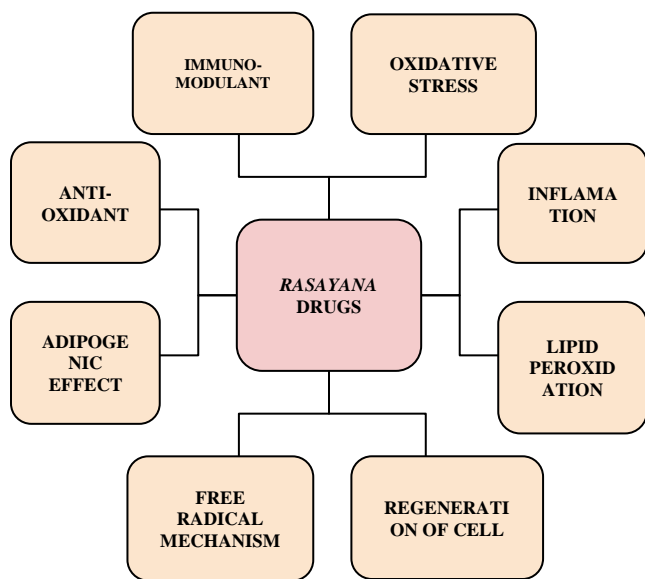 IMMUNO-
MODULANT
OXIDATIVE
STRESS
ANTI-
OXIDANT
INFLAMA
TION
RASAYANA
DRUGS
ADIPOGE
NIC
EFFECT
LIPID
PEROXID
ATION
FREE
RADICAL
MECHANISM
REGENERATI
ON OF CELL